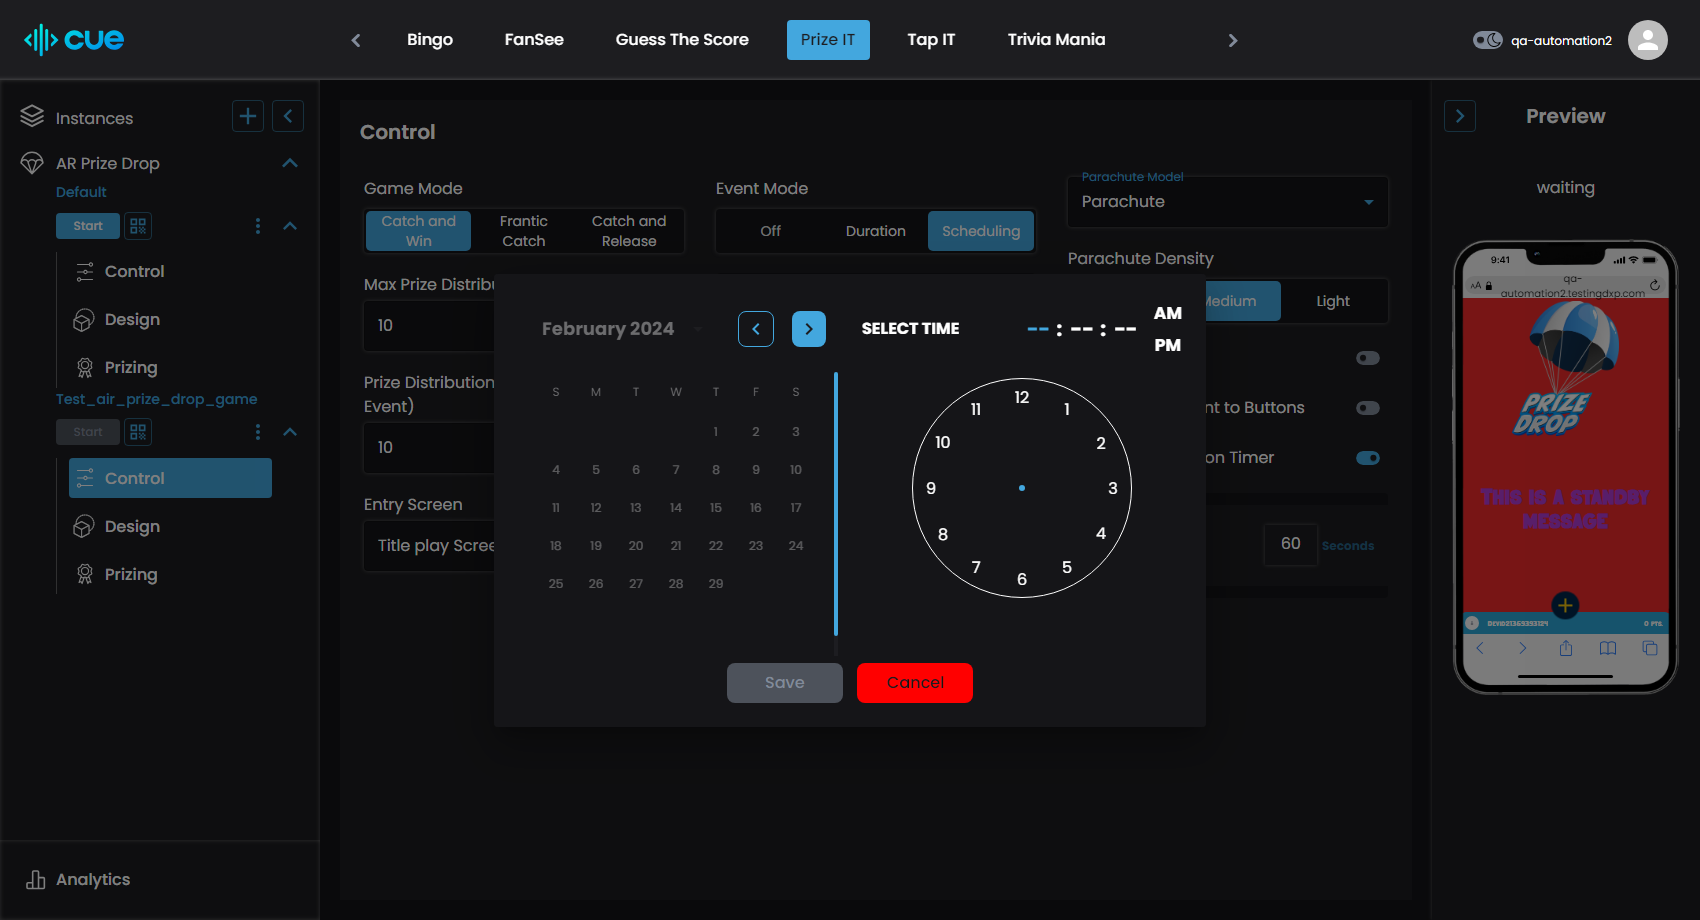 cue
Bingo
FanSee
Guess The Score
Prize IT
Tap IT
Trivia Mania
qa-automation2
Instances
AR Prize Drop
Default
Start
Control
Design
Prizing
Test_air_prize_drop_game
Start
Control
Design
Prizing
Analytics
Control
Game Mode
Catch and Win
Frantic Catch
Catch and Release
Event Mode
Off
Duration
Scheduling
Parachute Model
Parachute
Parachute Density
Medium
Light
Max Prize Distribu
10
Prize Distribution
Event)
10
Entry Screen
Title play Scree
nt to Buttons
on Timer
60
Seconds
February 2024
S M T W T F S
1 2 3
4 5 6 7 8 9 10
11 12 13 14 15 16 17
18 19 20 21 22 23 24
25 26 27 28 29
SELECT TIME
-- : -- : --
AM
PM
12
11 1
10 2
9 3
8 4
7 5
6
Save
Cancel
Preview
waiting
9:41
AA
qa-
automation2.testingdxp.com
PRIZE
DROP
THIS IS A STANDBY
MESSAGE
0 PTS.